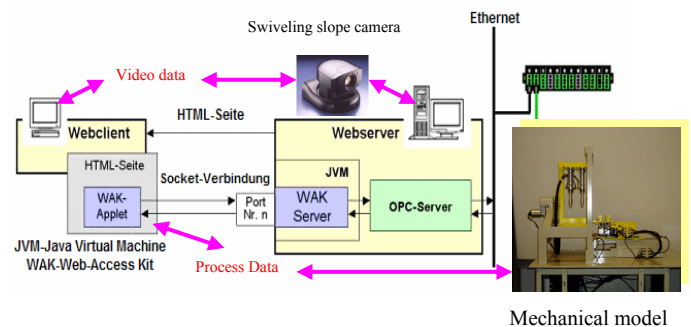 Swiveling slope camera
Ethernet
Video data
HTML-Seite
Webclient
Webserver
HTML-Seite
Socket-Verbindung
JVM
WAK-
Applet
Port
Nr. n
WAK
Server
OPC-Server
JVM-Java Virtual Machine
WAK-Web-Access Kit
Process Data
Mechanical model